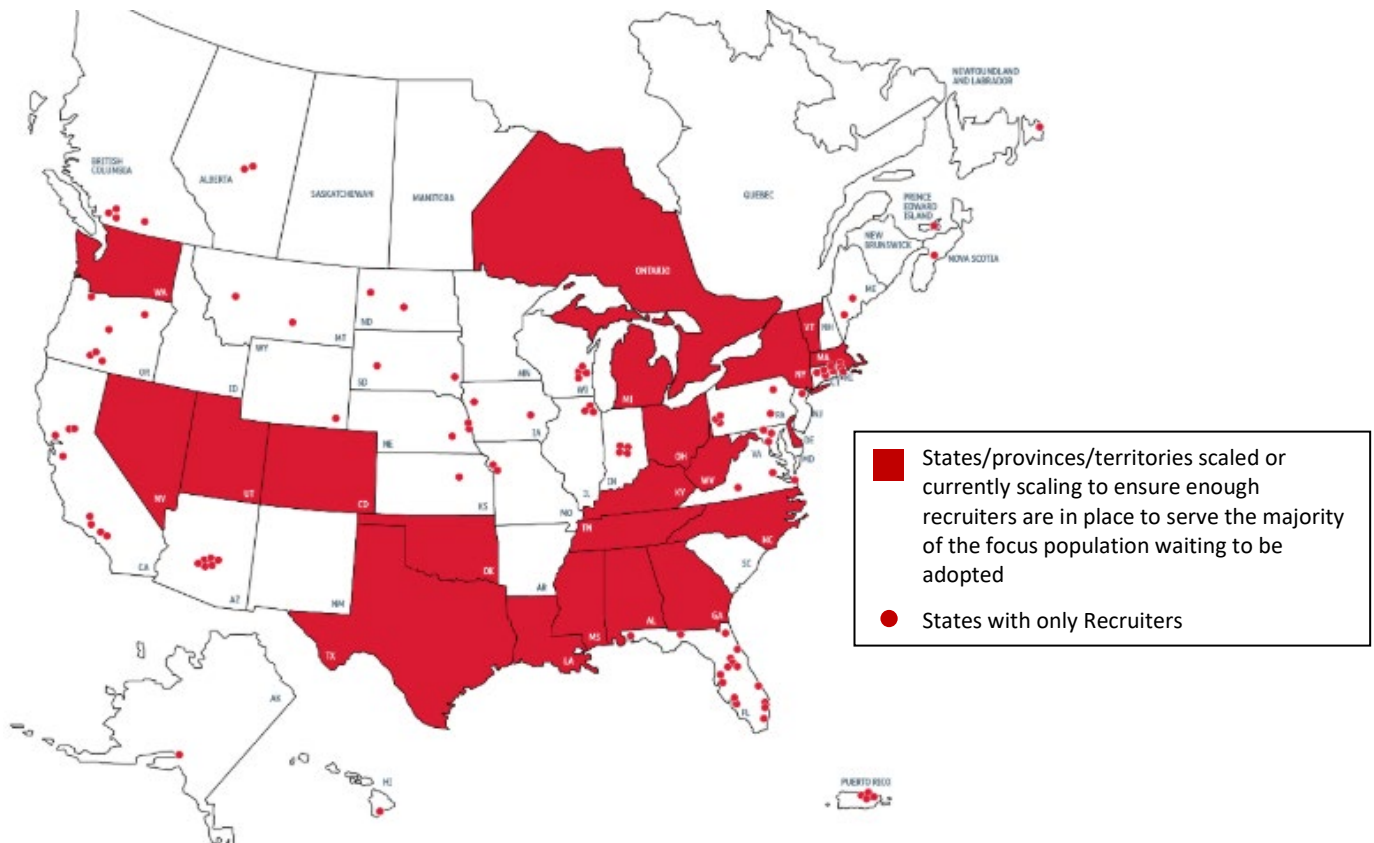 NEWFOUNDLAND
AND LABRADOR
BRITISH
COLUMBIA
ALBERTA
SASKATCHEWAN
MANITOBA
QUEBEC
PRINCE
EDWARD
ISLAND
NEW
BRUNSWICK
NOVA SCOTIA
ONTARIO
WA
MT
ND
ME
VT
NH
WY
MA
OR
ID
SD
MN
WI
NY
MI
IA
PA
NJ
NE
OH
DE
MD
VA
NV
UT
CO
KS
MO
IL
IN
KY
WV
TN
NC
CA
AZ
NM
OK
AR
SC
MS
AL
GA
TX
LA
FL
AK
HI
PUERTO RICO
States/provinces/territories scaled or
currently scaling to ensure enough
recruiters are in place to serve the majority
of the focus population waiting to be
adopted
States with only Recruiters